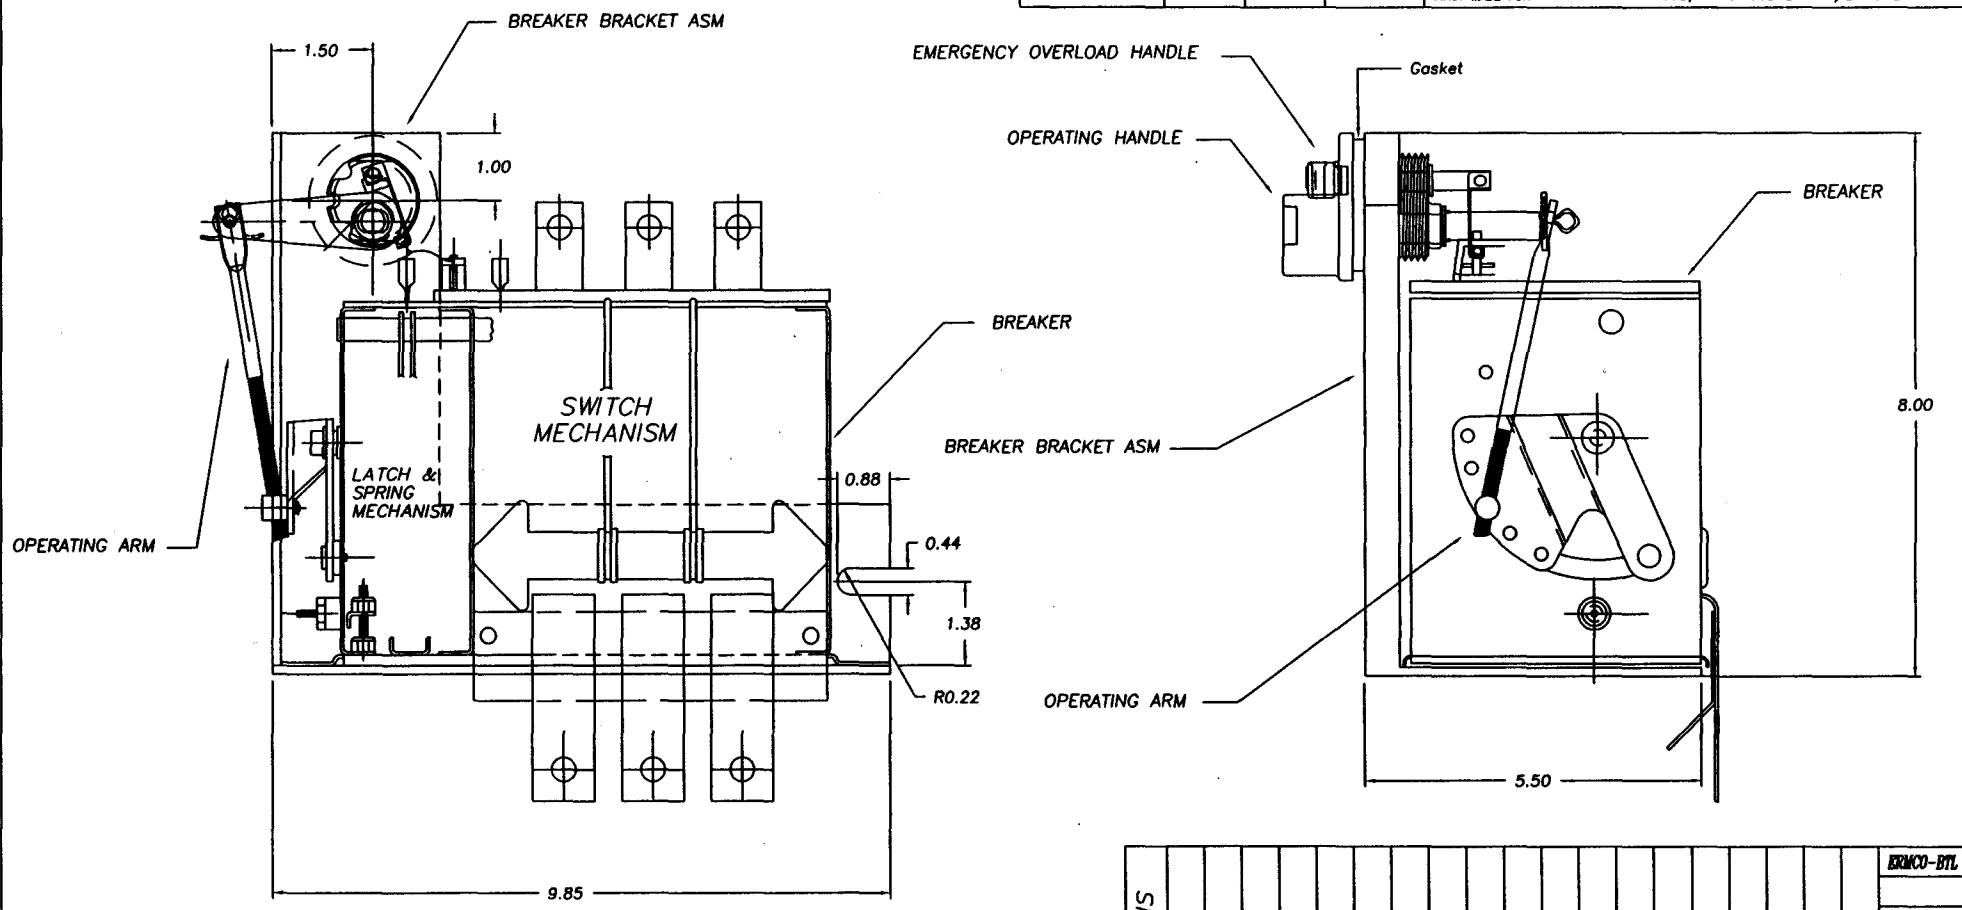 BREAKER BRACKET ASM
1.50
1.00
EMERGENCY OVERLOAD HANDLE
Gasket
OPERATING HANDLE
BREAKER
BREAKER
SWITCH
MECHANISM
LATCH &
SPRING
MECHANISM
0.88
8.00
BREAKER BRACKET ASM
OPERATING ARM
0.44
1.38
R0.22
OPERATING ARM
5.50
9.85
ERMCO-BTL